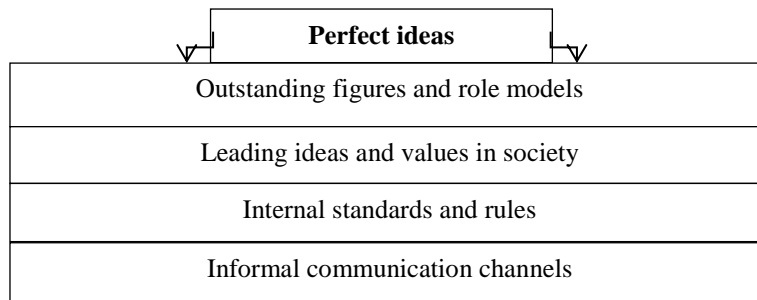 Perfect ideas
Outstanding figures and role models
Leading ideas and values in society
Internal standards and rules
Informal communication channels